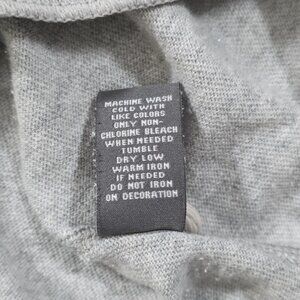 MACHINE WASH
COLD WITH
LIKE COLORS
ONLY NON-
CHLORINE BLEACH
WHEN NEEDED
TUMBLE
DRY LOW
WARM IRON
IF NEEDED
DO NOT IRON
ON DECORATION